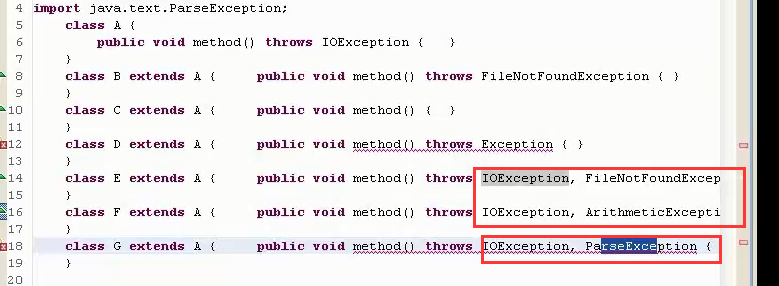 4 import java.text.ParseException;
5 class A {
6 public void method() throws IOException { }
7 }
8 class B extends A { public void method() throws FileNotFoundException { }
9 }
10 class C extends A { public void method() { }
11 }
12 class D extends A { public void method() throws Exception { }
13 }
14 class E extends A { public void method() throws IOException, FileNotFoundExcep
15 }
16 class F extends A { public void method() throws IOException, ArithmeticExcepti
17 }
18 class G extends A { public void method() throws IOException, ParseException {
19 }
20